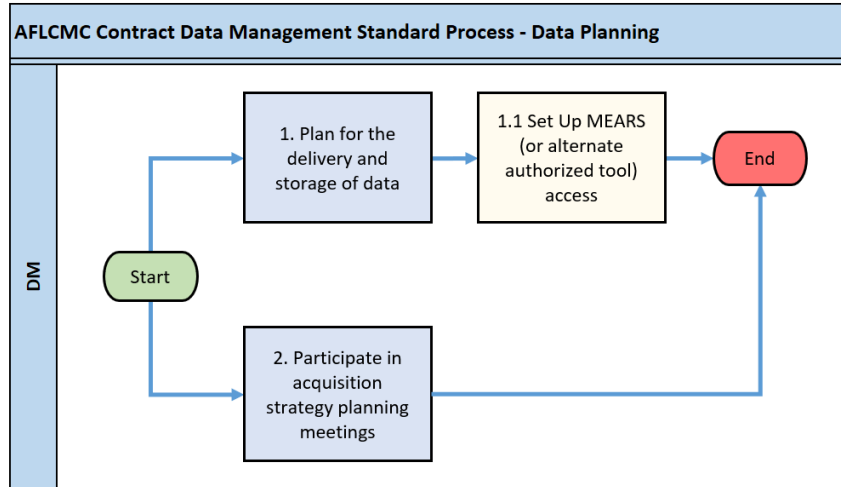 AFLCMC Contract Data Management Standard Process - Data Planning
DM
Start
1. Plan for the
delivery and
storage of data
1.1 Set Up MEARS
(or alternate
authorized tool)
access
End
2. Participate in
acquisition
strategy planning
meetings